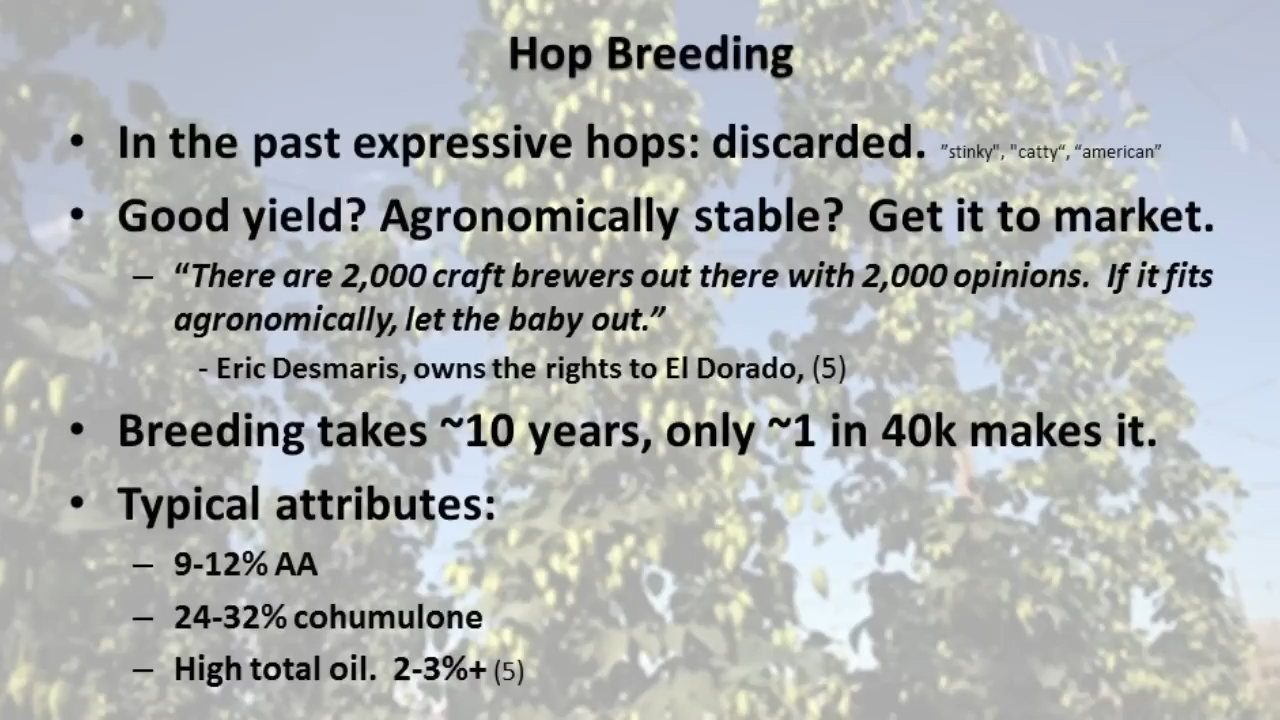 Hop Breeding
• In the past expressive hops: discarded. ”stinky", "catty“, “american”
• Good yield? Agronomically stable?  Get it to market.
– “There are 2,000 craft brewers out there with 2,000 opinions.  If it fits
agronomically, let the baby out.”
- Eric Desmaris, owns the rights to El Dorado, (5)
• Breeding takes ~10 years, only ~1 in 40k makes it.
• Typical attributes:
– 9-12% AA
– 24-32% cohumulone
– High total oil.  2-3%+ (5)